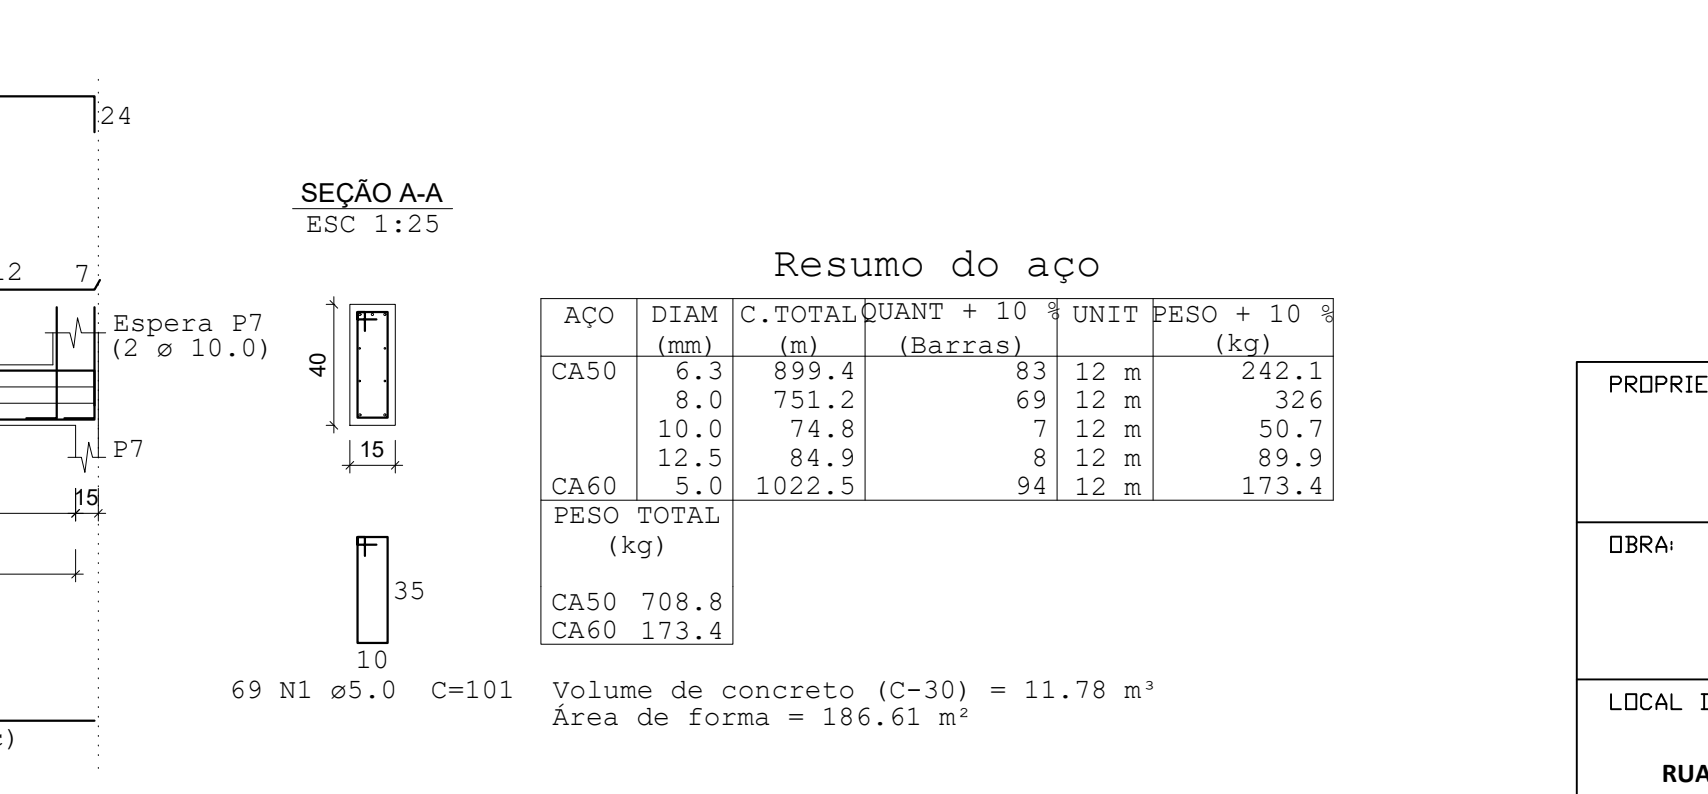 24
SEÇÃO A-A
ESC 1:25
7
Espera P7
(2 ø 10.0)
40
15
P7
15
35
10
69 N1 ø5.0 C=101
Resumo do aço
AÇO DIAM C.TOTAL QUANT + 10 % UNIT PESO + 10 %
(mm) (m) (Barras) (kg)
CA50 6.3 899.4 83 12 m 242.1
8.0 751.2 69 12 m 326
10.0 74.8 7 12 m 50.7
12.5 84.9 8 12 m 89.9
CA60 5.0 1022.5 94 12 m 173.4
PESO TOTAL
(kg)
CA50 708.8
CA60 173.4
Volume de concreto (C-30) = 11.78 m³
Área de forma = 186.61 m²
PROPRIE
OBRA:
LOCAL
RUA